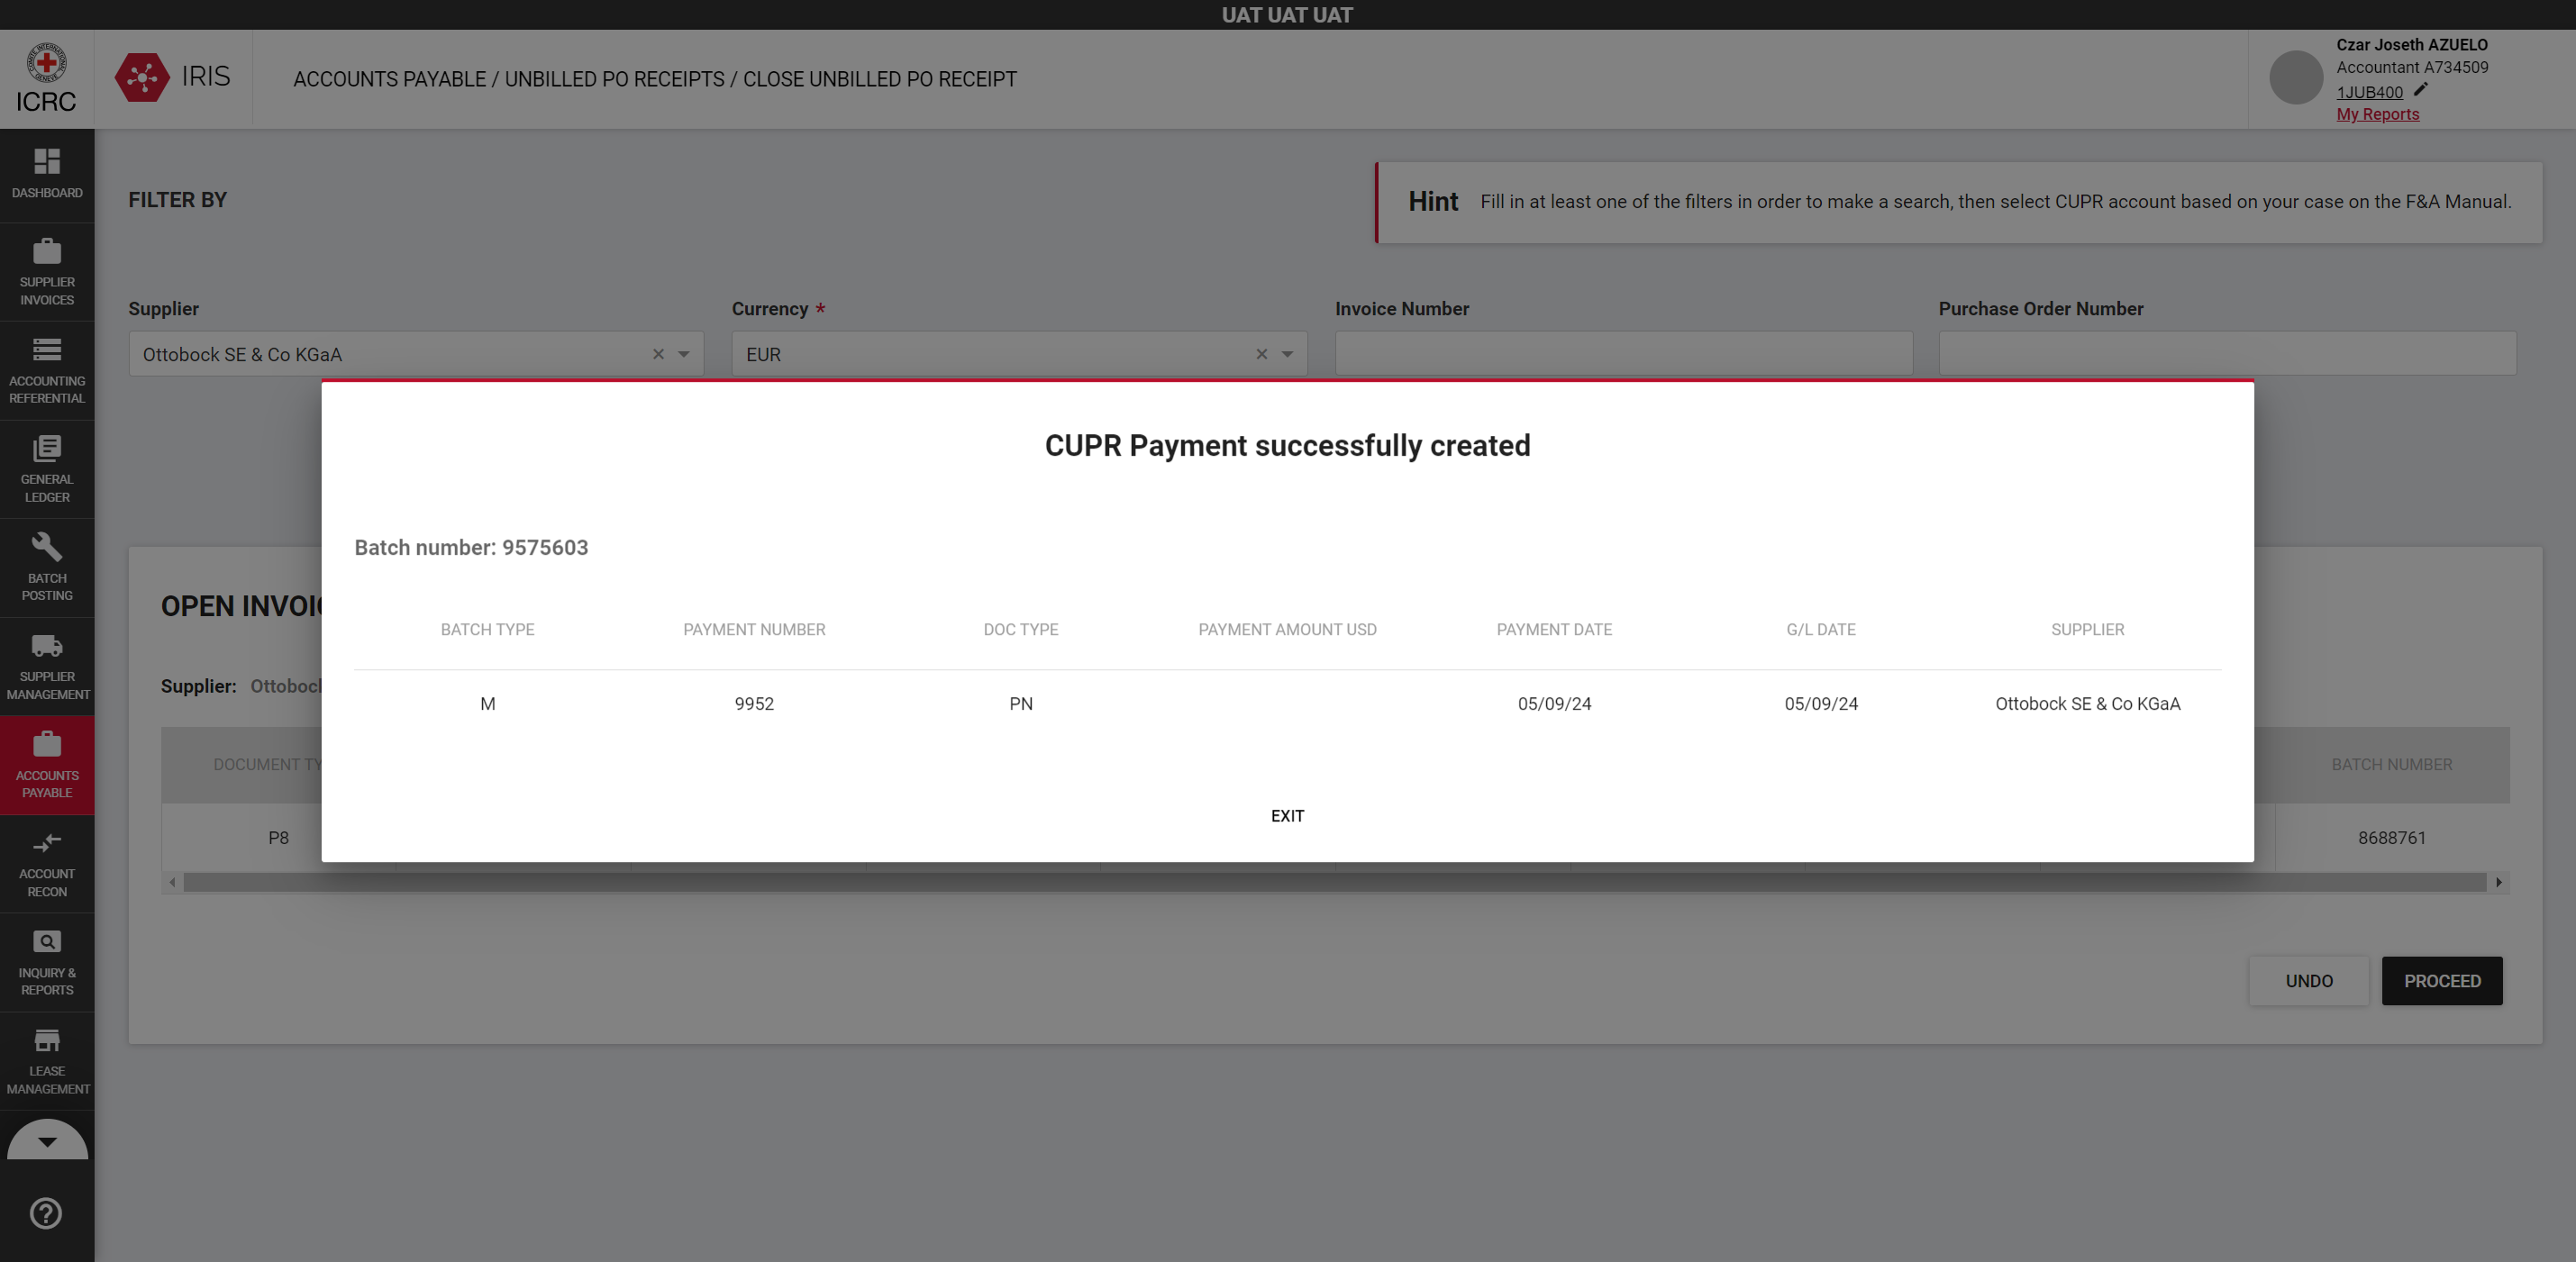 UAT UAT UAT
ICRC
IRIS
ACCOUNTS PAYABLE / UNBILLED PO RECEIPTS / CLOSE UNBILLED PO RECEIPT
Czar Joseth AZUELO
Accountant A734509
1JUB400
My Reports
DASHBOARD
SUPPLIER
INVOICES
ACCOUNTING
REFERENTIAL
GENERAL
LEDGER
BATCH
POSTING
SUPPLIER
MANAGEMENT
ACCOUNTS
PAYABLE
ACCOUNT
RECON
INQUIRY &
REPORTS
LEASE
MANAGEMENT
FILTER BY
Hint Fill in at least one of the filters in order to make a search, then select CUPR account based on your case on the F&A Manual.
Supplier Currency * Invoice Number Purchase Order Number
Ottobock SE & Co KGaA EUR
CUPR Payment successfully created
Batch number: 9575603
BATCH TYPE PAYMENT NUMBER DOC TYPE PAYMENT AMOUNT USD PAYMENT DATE G/L DATE SUPPLIER
M 9952 PN 05/09/24 05/09/24 Ottobock SE & Co KGaA
EXIT
OPEN
Supplier:
DOCUMENT BATCH NUMBER
P8 8688761
UNDO PROCEED